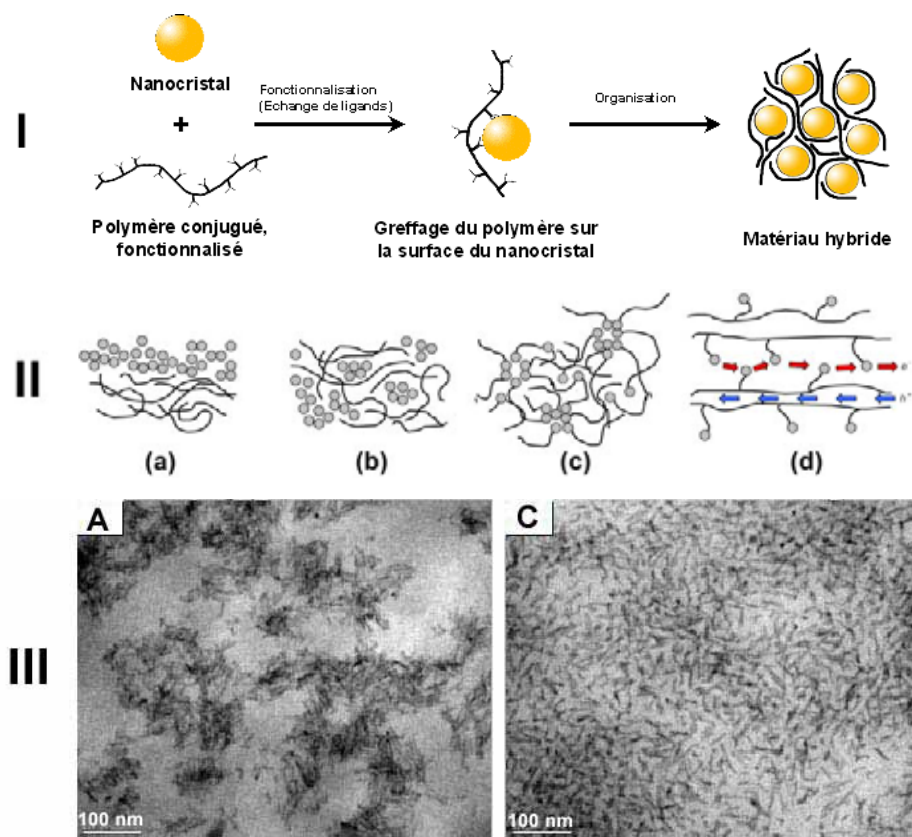 Nanocristal
I
+
Fonctionnalisation
(Echange de ligands)
Organisation
Polymère conjugué,
fonctionnalisé
Greffage du polymère sur
la surface du nanocristal
Matériau hybride
II
e⁻
h⁺
(a)
(b)
(c)
(d)
III
A
C
100 nm
100 nm